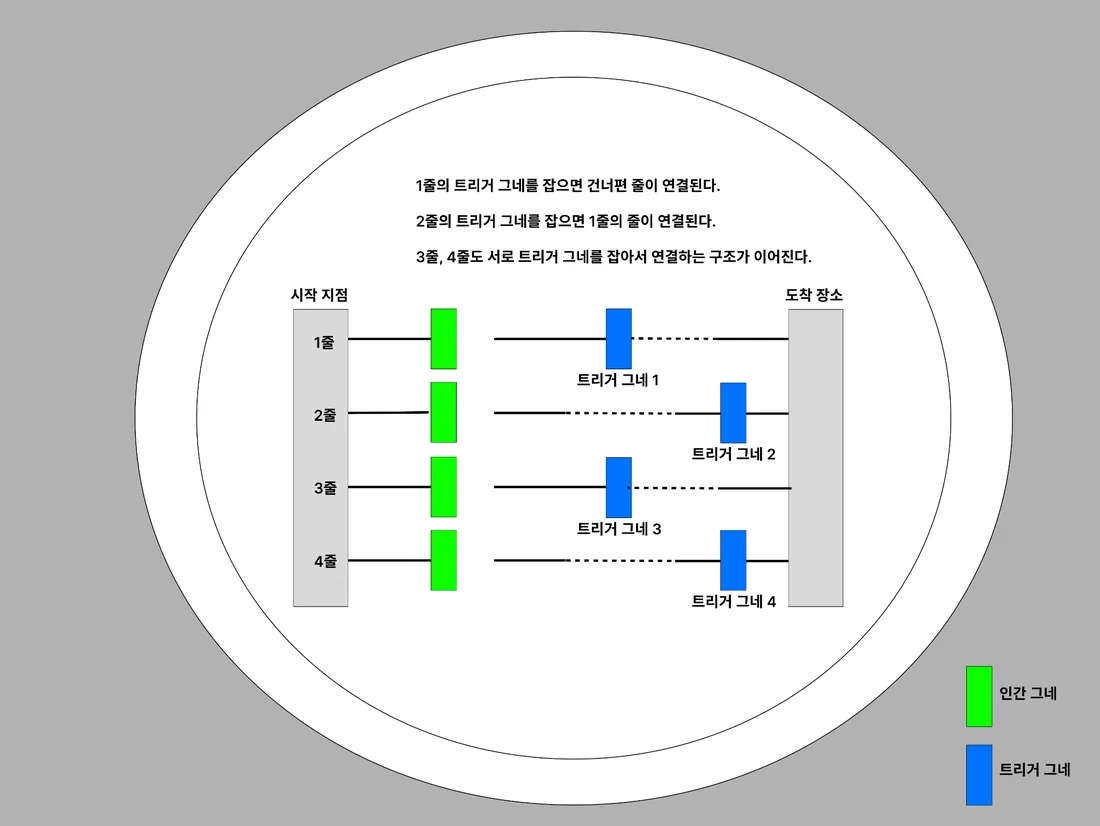 1줄의 트리거 그네를 잡으면 건너편 줄이 연결된다.
2줄의 트리거 그네를 잡으면 1줄의 줄이 연결된다.
3줄, 4줄도 서로 트리거 그네를 잡아서 연결하는 구조가 이어진다.
시작 지점
도착 장소
1줄
트리거 그네 1
2줄
트리거 그네 2
3줄
트리거 그네 3
4줄
트리거 그네 4
인간 그네
트리거 그네